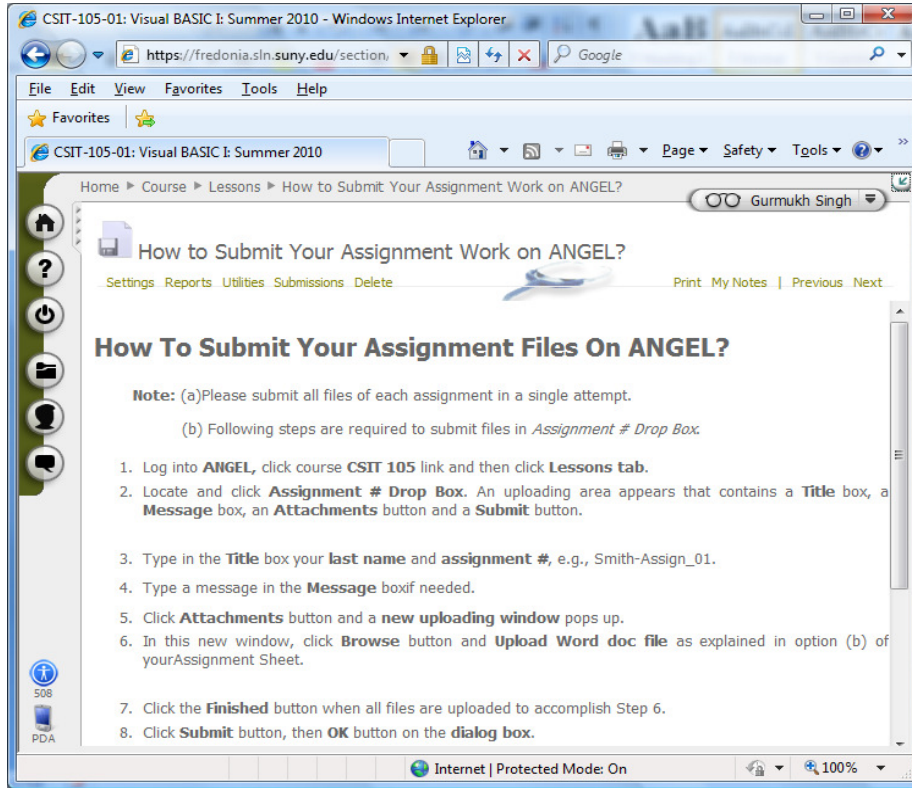 CSIT-105-01: Visual BASIC I: Summer 2010 - Windows Internet Explorer
https://fredonia.sln.suny.edu/section,
Google
File Edit View Favorites Tools Help
Favorites
CSIT-105-01: Visual BASIC I: Summer 2010
Page Safety Tools
Home Course Lessons How to Submit Your Assignment Work on ANGEL?
Gurmukh Singh
How to Submit Your Assignment Work on ANGEL?
Settings Reports Utilities Submissions Delete
Print My Notes | Previous Next
How To Submit Your Assignment Files On ANGEL?
Note: (a)Please submit all files of each assignment in a single attempt.
(b) Following steps are required to submit files in Assignment # Drop Box.
1. Log into ANGEL, click course CSIT 105 link and then click Lessons tab.
2. Locate and click Assignment # Drop Box. An uploading area appears that contains a Title box, a
Message box, an Attachments button and a Submit button.
3. Type in the Title box your last name and assignment #, e.g., Smith-Assign_01.
4. Type a message in the Message boxif needed.
5. Click Attachments button and a new uploading window pops up.
6. In this new window, click Browse button and Upload Word doc file as explained in option (b) of
yourAssignment Sheet.
7. Click the Finished button when all files are uploaded to accomplish Step 6.
8. Click Submit button, then OK button on the dialog box.
508
PDA
Internet | Protected Mode: On
100%